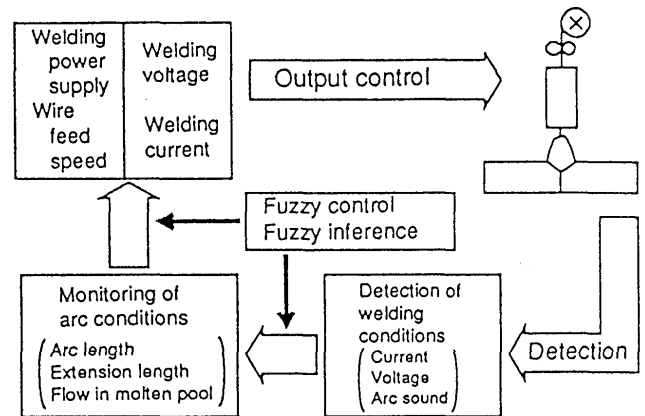 Welding
power
supply
Wire
feed
speed
Welding
voltage
Welding
current
Output control
Fuzzy control
Fuzzy inference
Monitoring of
arc conditions
Arc length
Extension length
Flow in molten pool
Detection of
welding
conditions
Current
Voltage
Arc sound
Detection